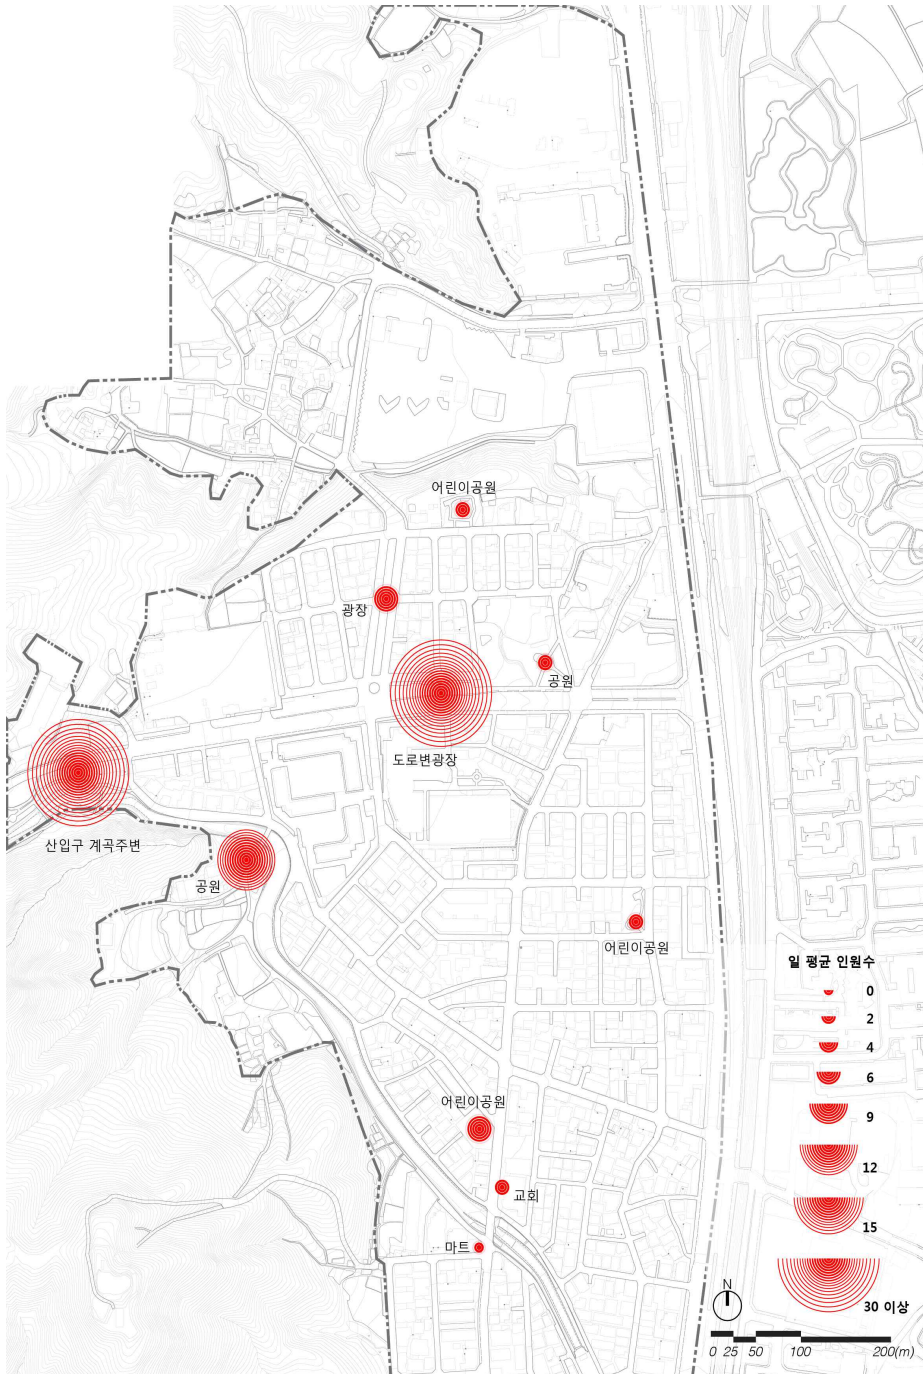 어린이공원
광장
공원
도로변광장
산입구 계곡주변
공원
어린이공원
일 평균 인원수
0
2
4
6
9
12
15
30 이상
어린이공원
교회
마트
N
0 25 50 100 200(m)